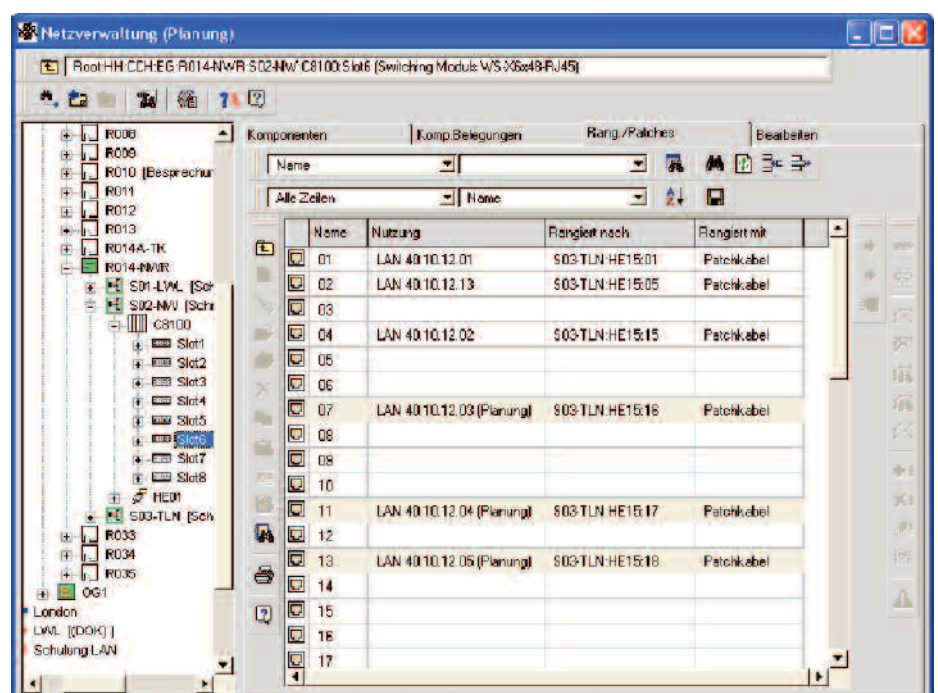 Netzverwaltung (Planung)
Root:HH:CCH:EG:R014-NWR:S02-NW:C8100:Slot6 (Switching Module WS-X6x48-RJ45)
R008
R009
R010 [Besprechur
R011
R012
R013
R014A-TK
R014-NWR
S01-LWL [Sch
S02-NW [Schr
C8100
Slot1
Slot2
Slot3
Slot4
Slot5
Slot6
Slot7
Slot8
HE01
S03-TLN [Sch
R033
R034
R035
OG1
London
LWL [(DOK)]
Schulung LAN
Komponenten Komp.Belegungen Rang./Patches Bearbeiten
Name
Alle Zeilen Name
Name Nutzung Rangiert nach Rangiert mit
01 LAN 40.10.12.01 S03-TLN:HE15:01 Patchkabel
02 LAN 40.10.12.13 S03-TLN:HE15:05 Patchkabel
03
04 LAN 40.10.12.02 S03-TLN:HE15:15 Patchkabel
05
06
07 LAN 40.10.12.03 (Planung) S03-TLN:HE15:16 Patchkabel
08
09
10
11 LAN 40.10.12.04 (Planung) S03-TLN:HE15:17 Patchkabel
12
13 LAN 40.10.12.05 (Planung) S03-TLN:HE15:18 Patchkabel
14
15
16
17